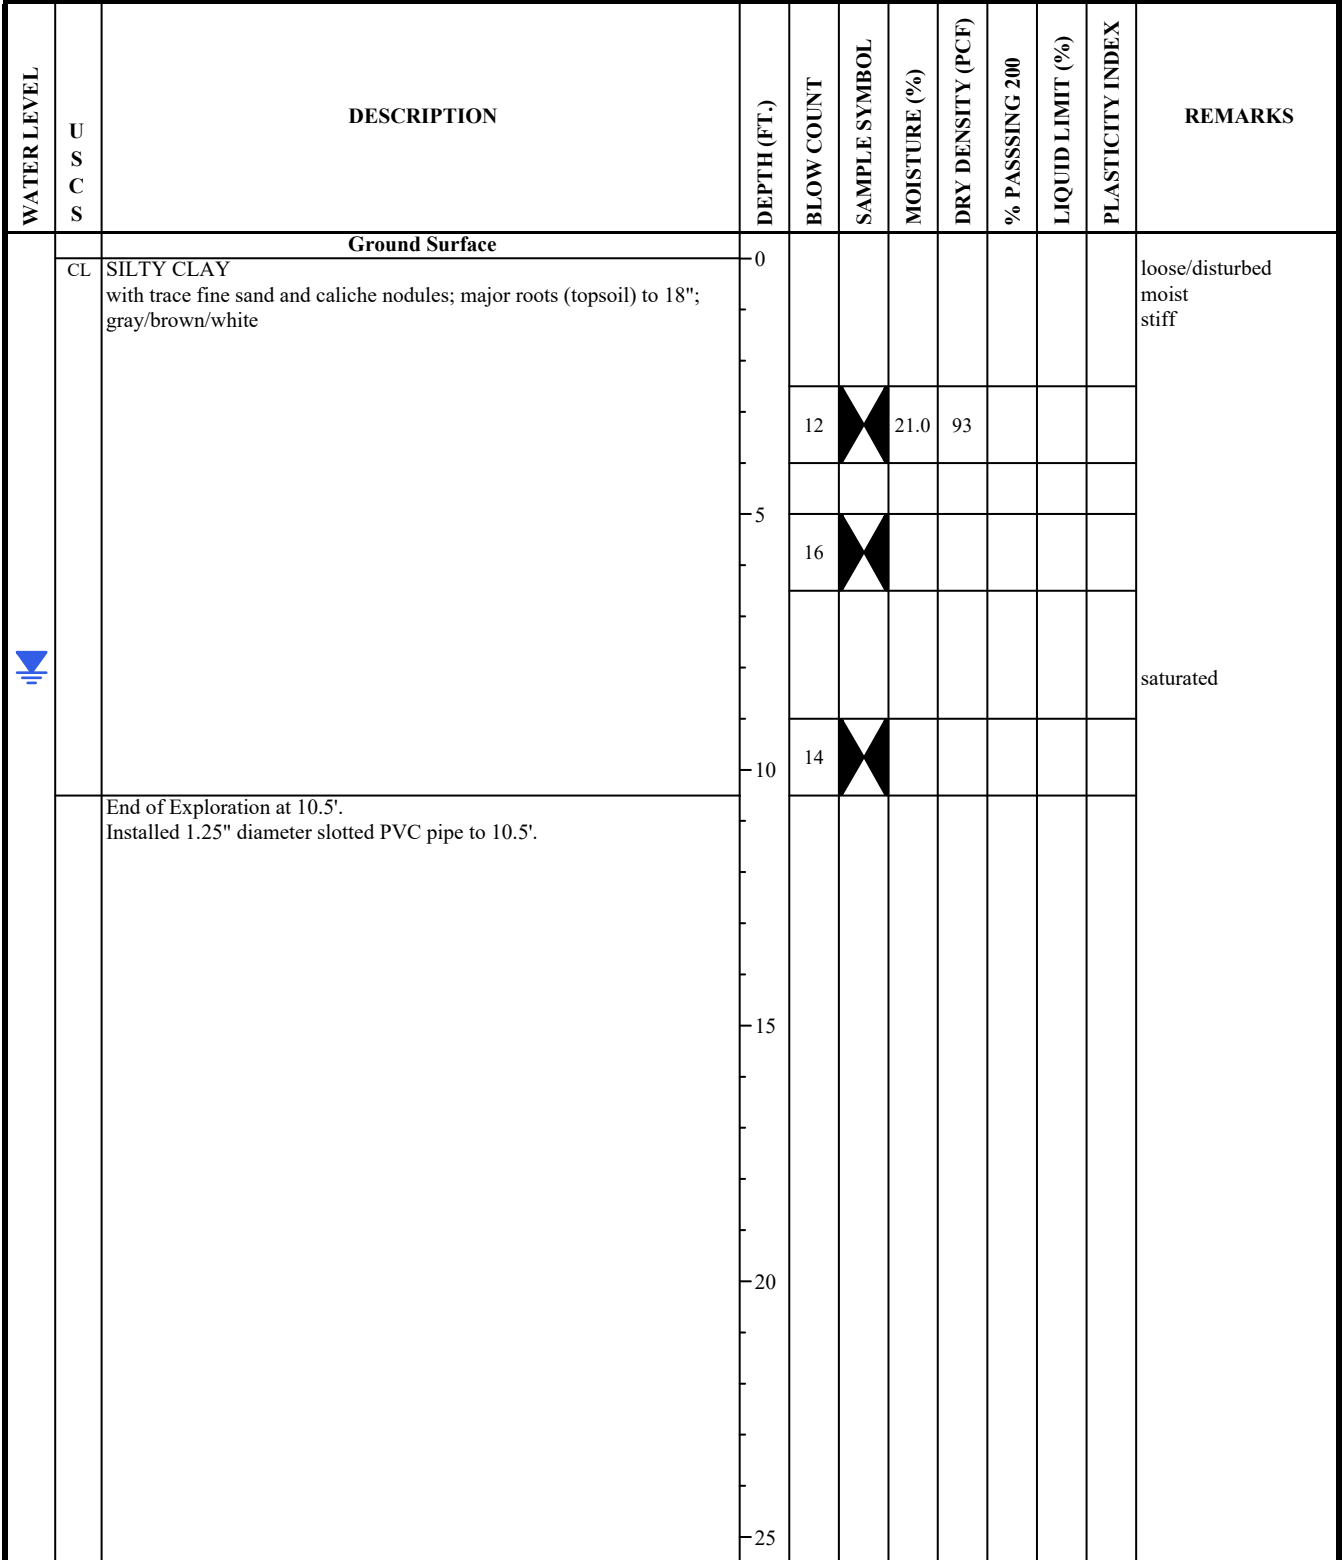 WATER LEVEL
U
S
C
S
DESCRIPTION
DEPTH (FT.)
BLOW COUNT
SAMPLE SYMBOL
MOISTURE (%)
DRY DENSITY (PCF)
% PASSSING 200
LIQUID LIMIT (%)
PLASTICITY INDEX
REMARKS
Ground Surface
0
CL SILTY CLAY
with trace fine sand and caliche nodules; major roots (topsoil) to 18";
gray/brown/white
loose/disturbed
moist
stiff
12 21.0 93
5
16
saturated
14
10
End of Exploration at 10.5'.
Installed 1.25" diameter slotted PVC pipe to 10.5'.
15
20
25